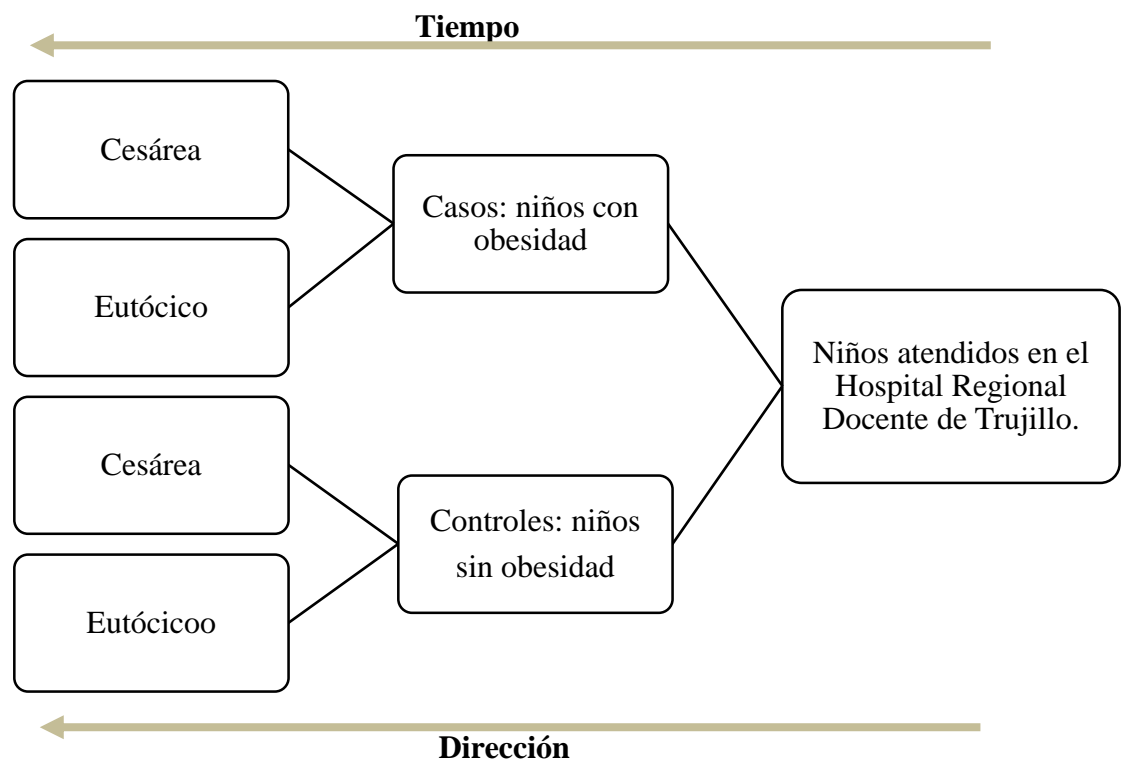 Tiempo
Cesárea
Eutócico
Cesárea
Eutócicoo
Casos: niños con
obesidad
Controles: niños
sin obesidad
Niños atendidos en el
Hospital Regional
Docente de Trujillo.
Dirección